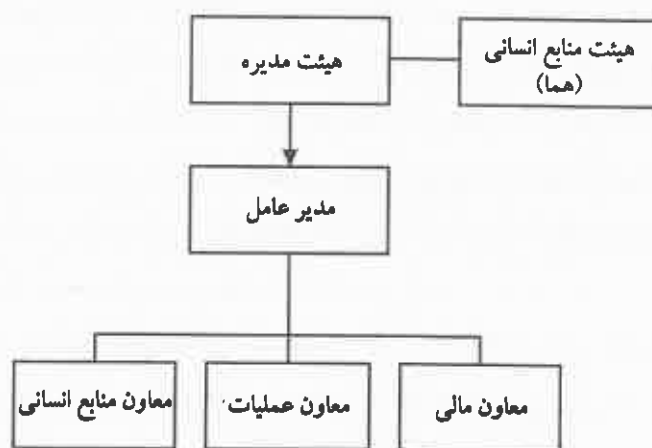 هیئت مدیره
هیئت منابع انسانی
(هما)
مدیر عامل
معاون مالی
معاون عملیات
معاون منابع انسانی